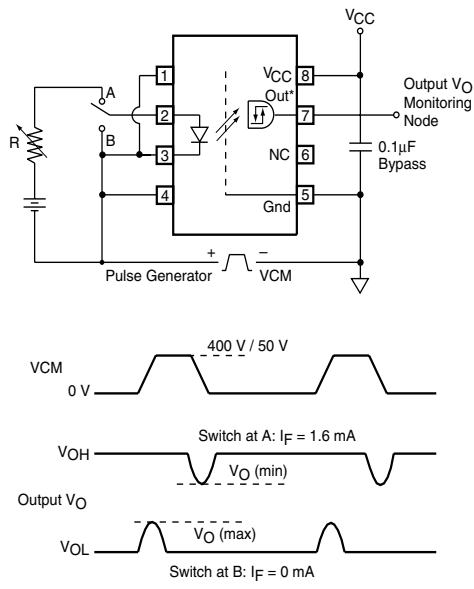 VCC
1
VCC 8
A
Out*
Output VO
Monitoring
Node
2
7
R
B
3
NC 6
0.1µF
Bypass
4
5
Gnd
+
–
Pulse Generator
VCM
400 V / 50 V
VCM
0 V
Switch at A: IF = 1.6 mA
VOH
VO (min)
Output VO
VO (max)
VOL
Switch at B: IF = 0 mA